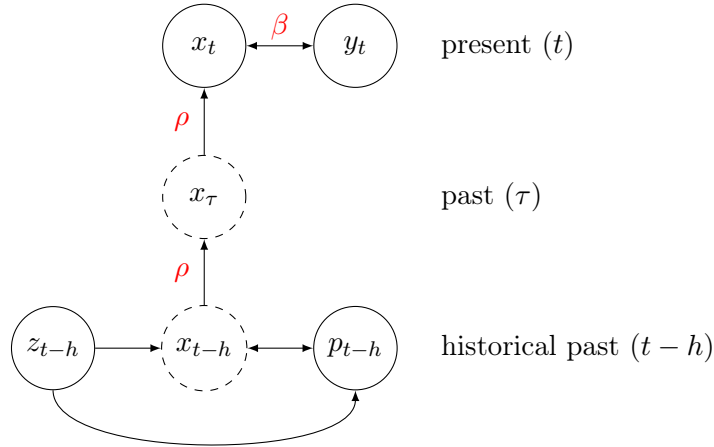 x_t β y_t present (t)
ρ
x_τ past (τ)
ρ
z_{t−h} x_{t−h} p_{t−h} historical past (t − h)